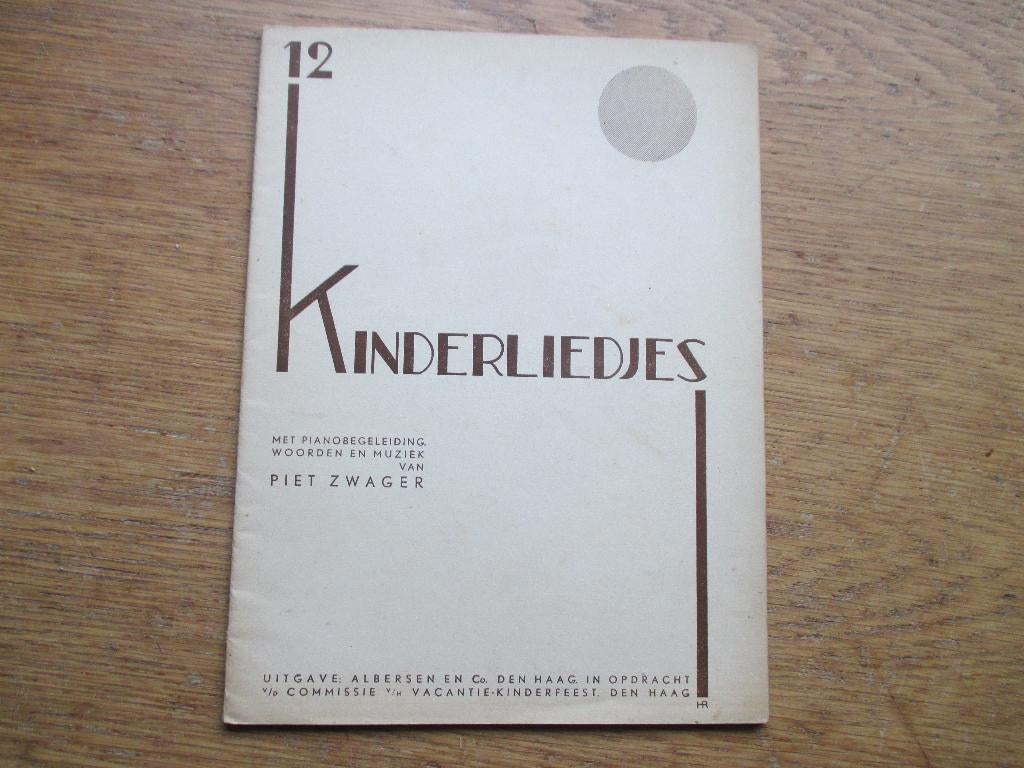 12
KINDERLIEDJES
MET PIANOBEGELEIDING.
WOORDEN EN MUZIEK
VAN
PIET ZWAGER
UITGAVE: ALBERSEN EN Co. DEN HAAG. IN OPDRACHT
V/D COMMISSIE V/H VACANTIE-KINDERFEEST. DEN HAAG
HR